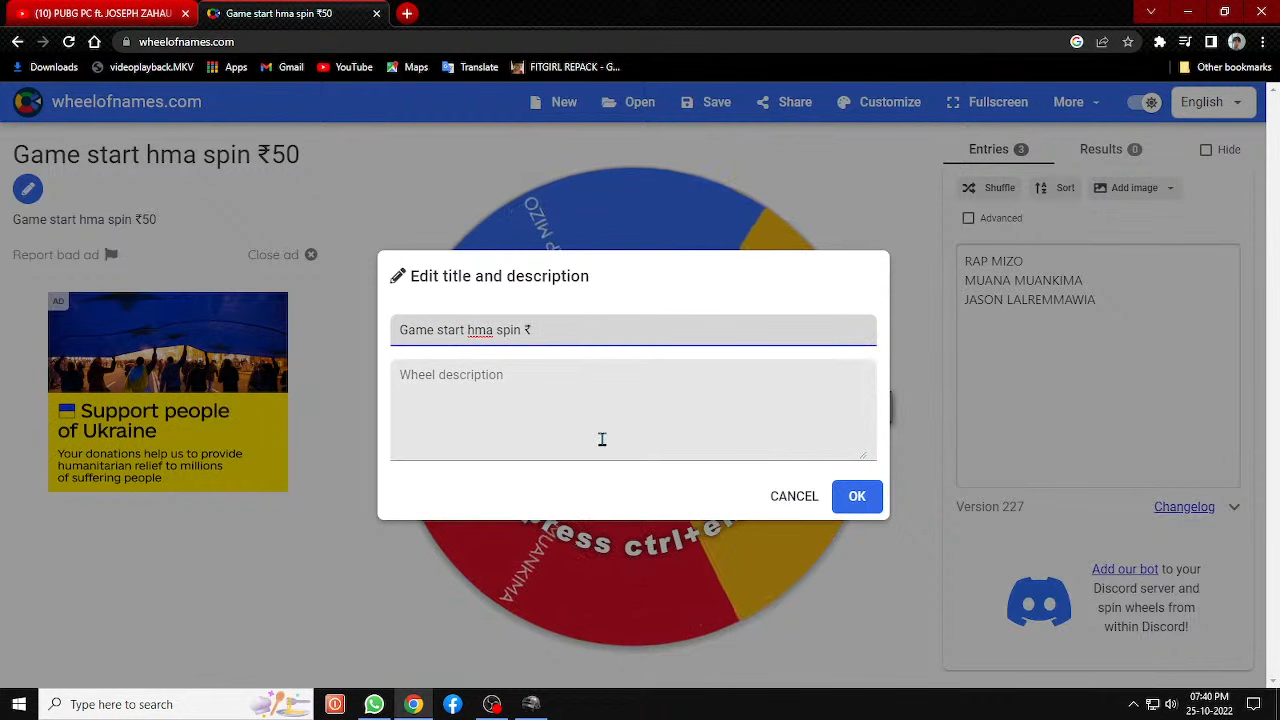 (10) PUBG PC ft. JOSEPH ZAHAU
Game start hma spin ₹50
wheelofnames.com
Downloads
videoplayback.MKV
Apps
Gmail
YouTube
Maps
Translate
FITGIRL REPACK - G...
Other bookmarks
wheelofnames.com
New
Open
Save
Share
Customize
Fullscreen
More
English
Game start hma spin ₹50
Game start hma spin ₹50
Report bad ad
Close ad
AD
Support people
of Ukraine
Your donations help us to provide
humanitarian relief to millions
of suffering people.
Edit title and description
Game start hma spin ₹
Wheel description
CANCEL
OK
Entries 3
Results 0
Hide
Shuffle
Sort
Add image
Advanced
RAP MIZO
MUANA MUANKIMA
JASON LALREMMAWIA
Version 227
Changelog
Add our bot to your
Discord server and
spin wheels from
within Discord!
Type here to search
07:40 PM
25-10-2022